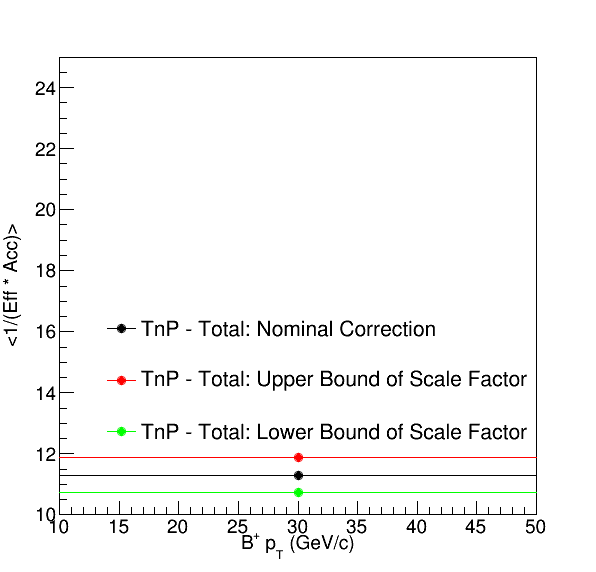 <1/(Eff * Acc)>
24
22
20
18
16
14
12
10
TnP - Total: Nominal Correction
TnP - Total: Upper Bound of Scale Factor
TnP - Total: Lower Bound of Scale Factor
10 15 20 25 30 35 40 45 50
B⁺ p_T (GeV/c)